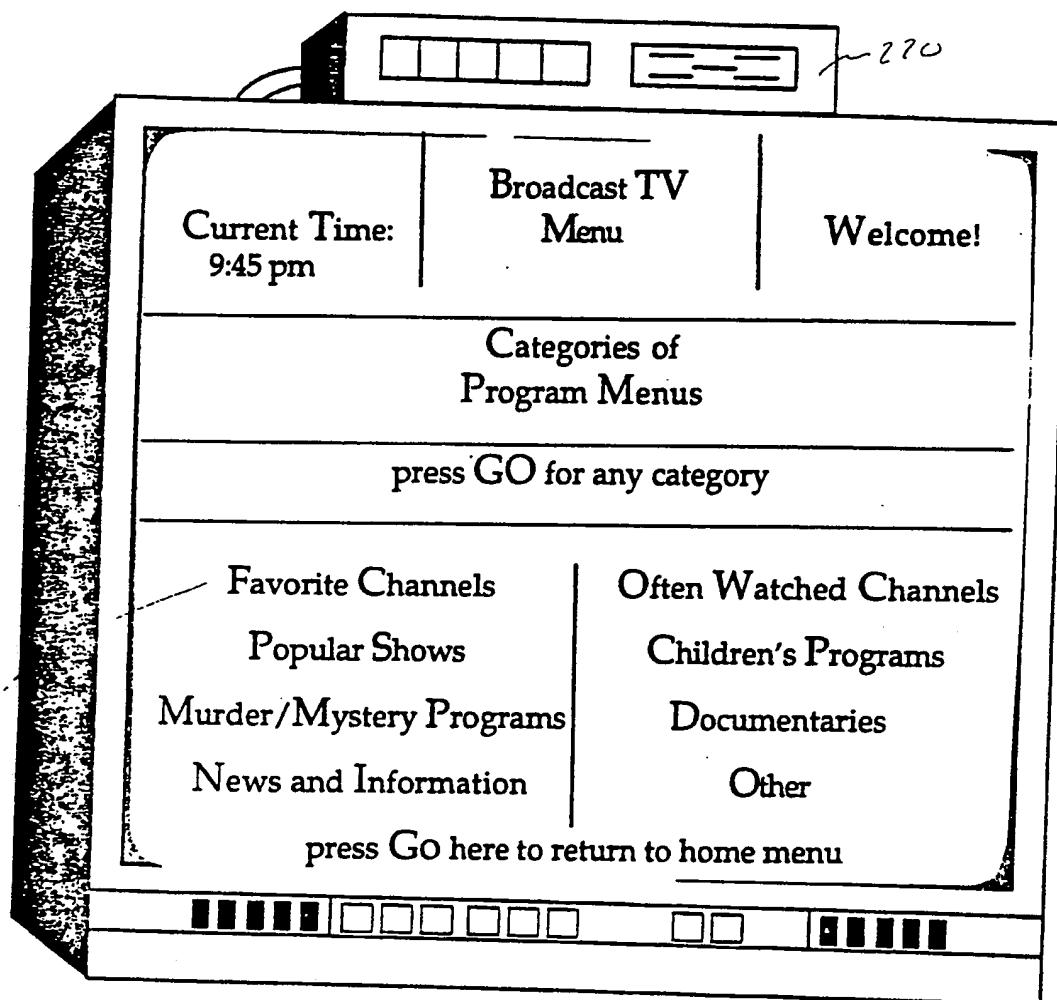 220
Broadcast TV
Menu
Current Time:
9:45 pm
Welcome!
Categories of
Program Menus
press GO for any category
Favorite Channels
Often Watched Channels
Popular Shows
Children's Programs
Murder/Mystery Programs
Documentaries
News and Information
Other
press Go here to return to home menu